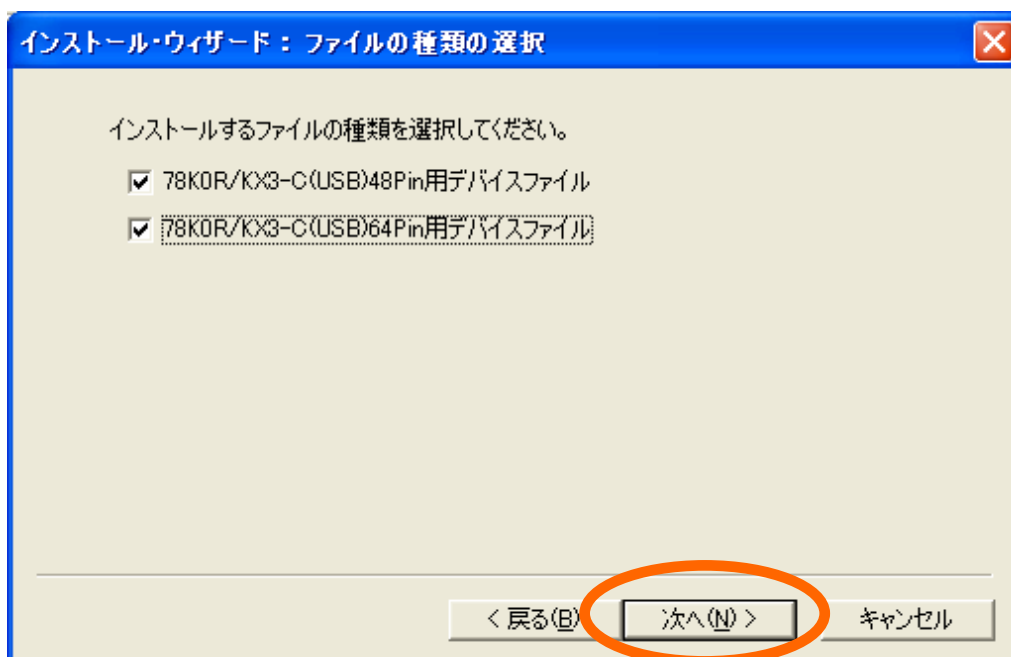 インストール・ウィザード： ファイルの種類の選択
インストールするファイルの種類を選択してください。
78K0R/KX3-C(USB)48Pin用デバイスファイル
78K0R/KX3-C(USB)64Pin用デバイスファイル
< 戻る(B) 次へ(N) > キャンセル